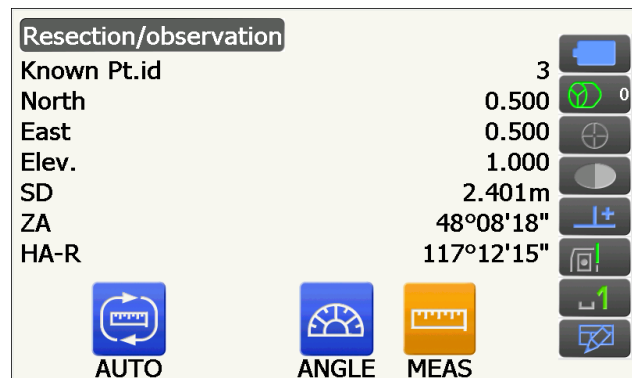 Resection/observation
Known Pt.id 3
North 0.500
East 0.500
Elev. 1.000
SD 2.401m
ZA 48°08'18"
HA-R 117°12'15"
0
1
AUTO ANGLE MEAS